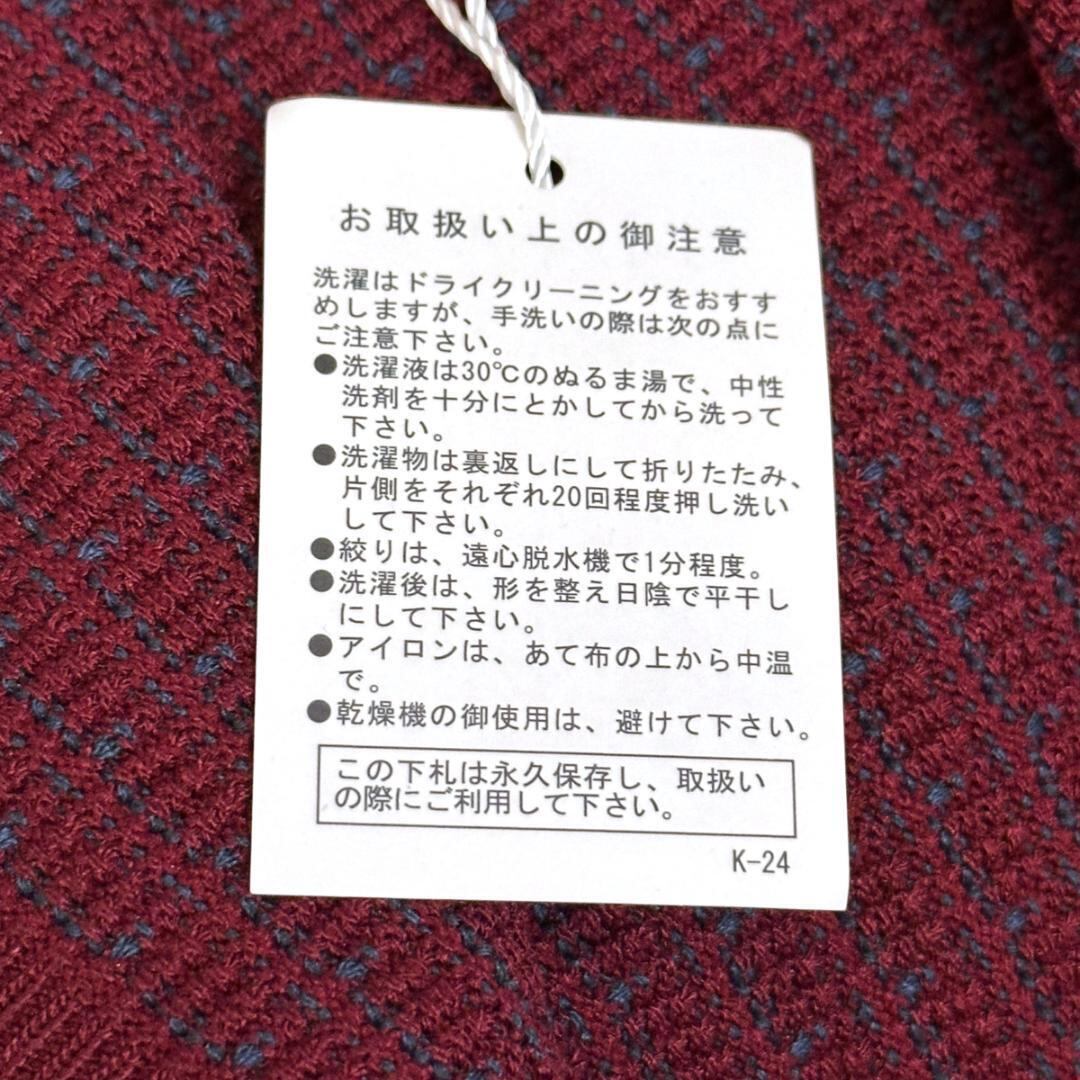 お取扱い上の御注意
洗濯はドライクリーニングをおすす
めしますが、手洗いの際は次の点に
ご注意下さい。
●洗濯液は30℃のぬるま湯で、中性
洗剤を十分にとかしてから洗って
下さい。
●洗濯物は裏返しにして折りたたみ、
片側をそれぞれ20回程度押し洗い
して下さい。
●絞りは、遠心脱水機で1分程度。
●洗濯後は、形を整え日陰で平干し
にして下さい。
●アイロンは、あて布の上から中温
で。
●乾燥機の御使用は、避けて下さい。
この下札は永久保存し、取扱い
の際にご利用して下さい。
K-24